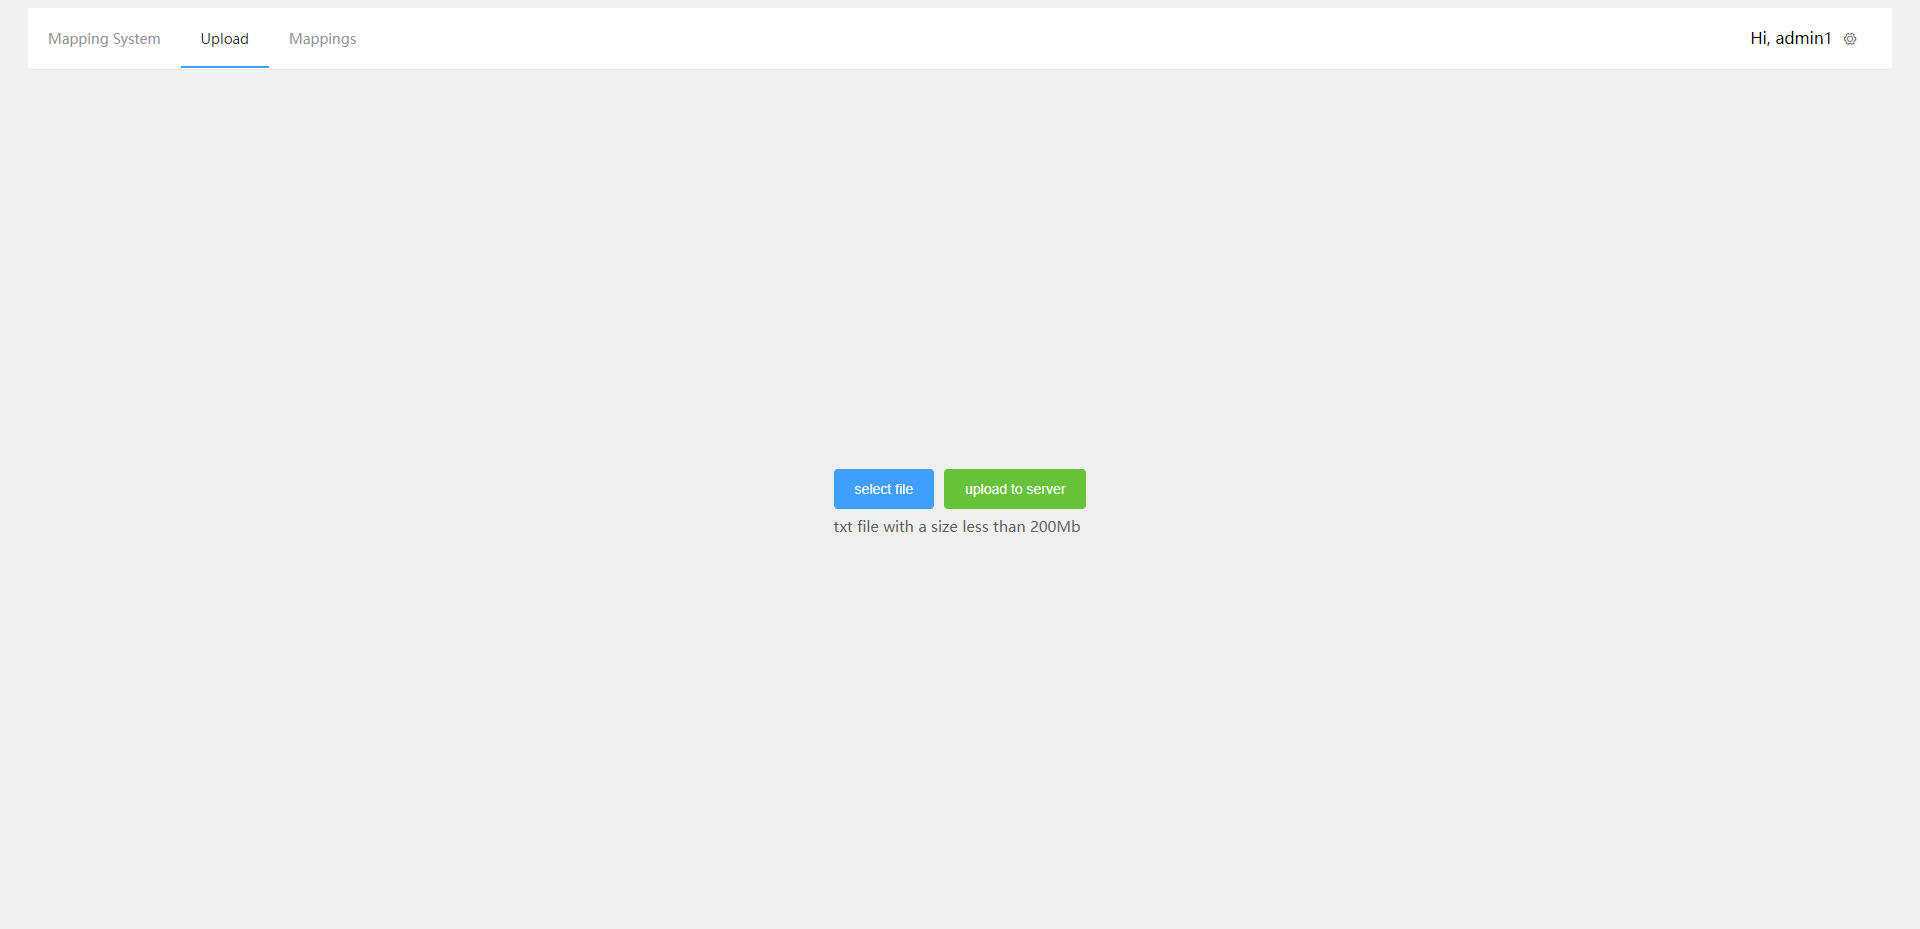 Mapping System Upload Mappings Hi, admin1
select file upload to server
txt file with a size less than 200Mb